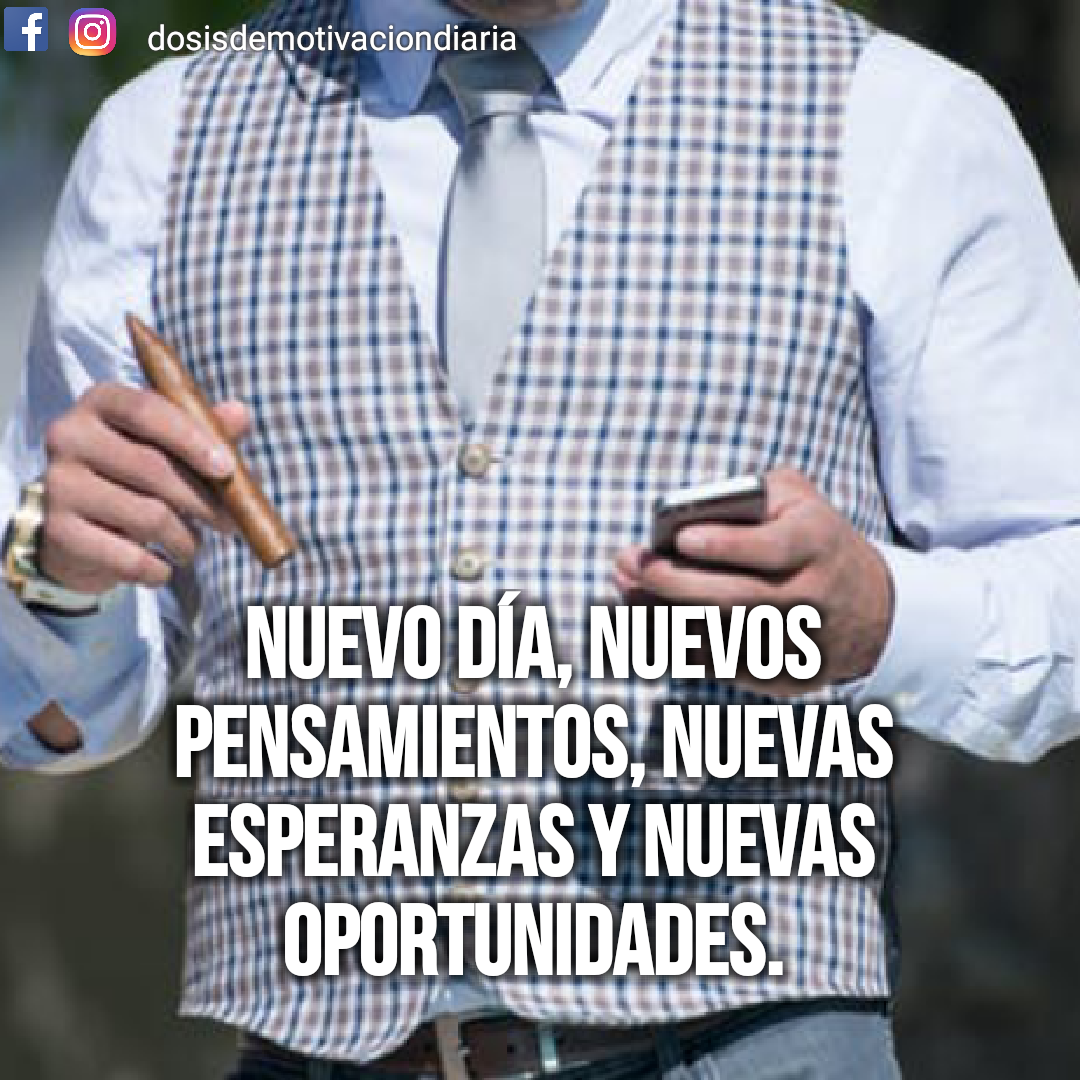 dosisdemotivaciondiaria
NUEVO DÍA, NUEVOS
PENSAMIENTOS, NUEVAS
ESPERANZAS Y NUEVAS
OPORTUNIDADES.